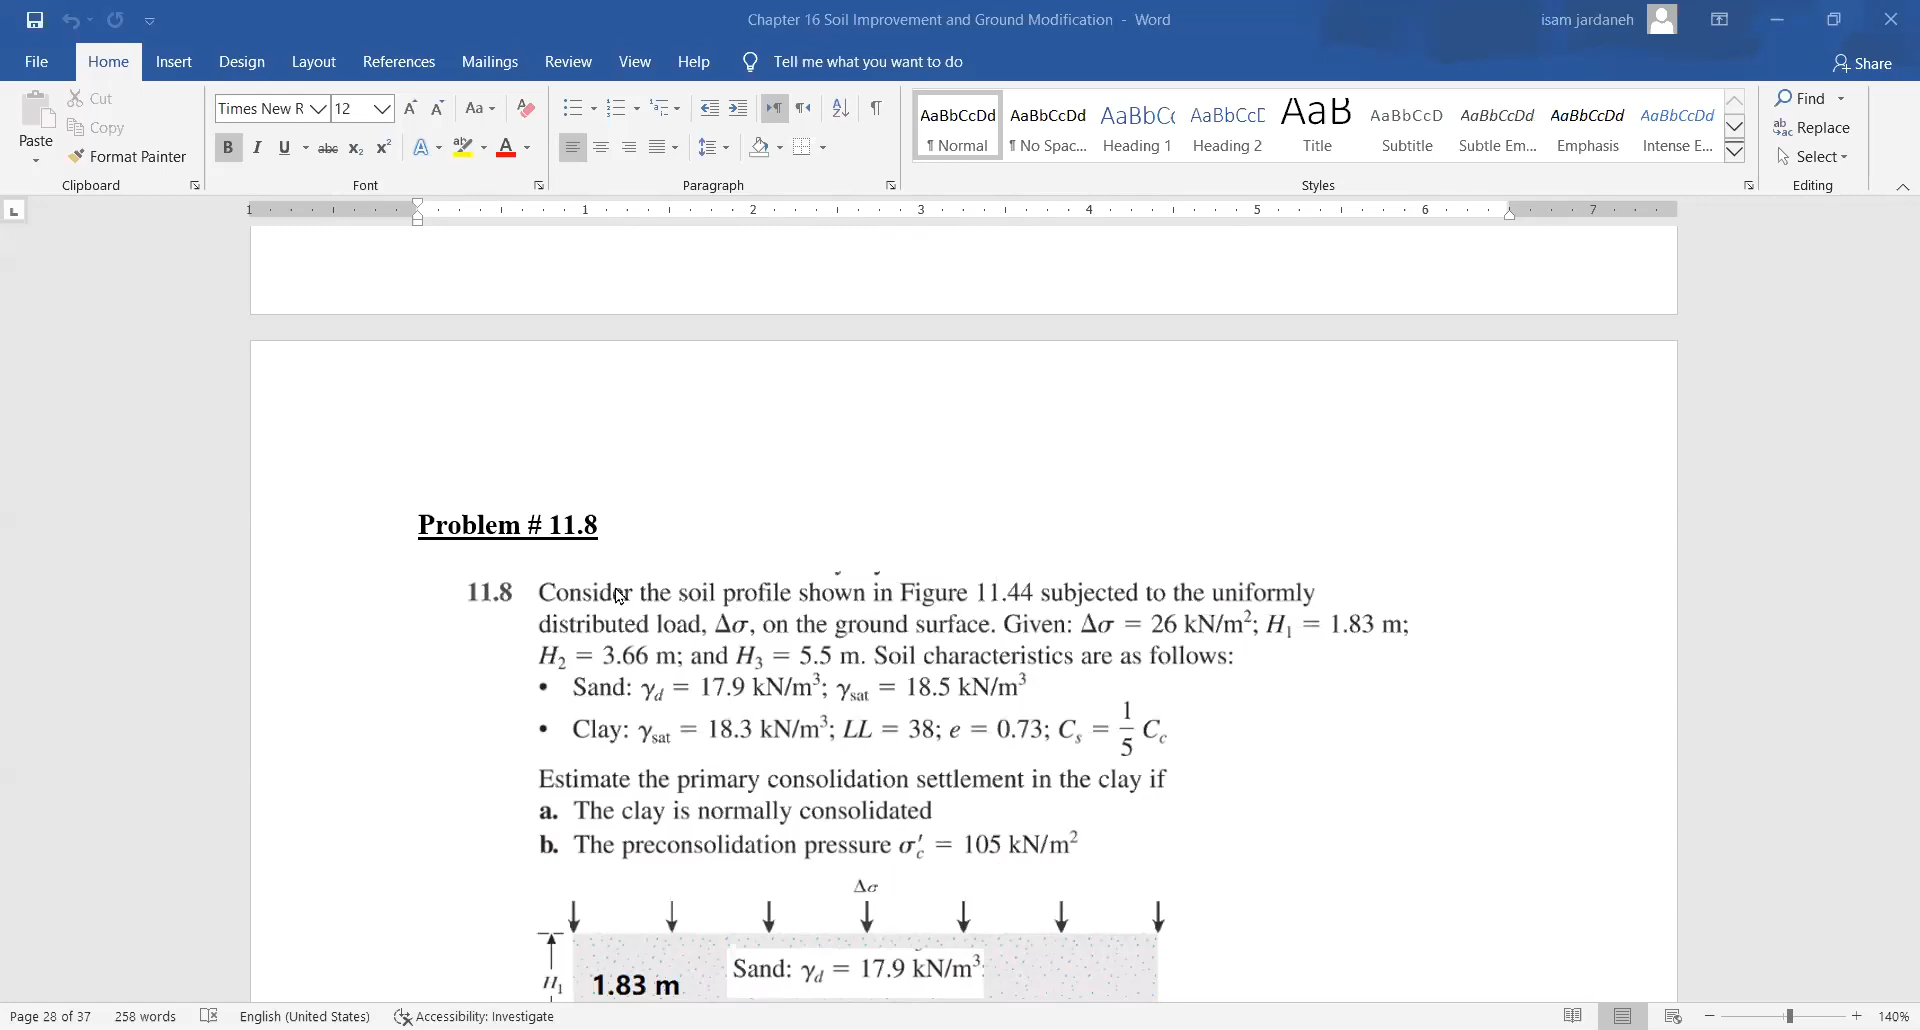 Chapter 16 Soil Improvement and Ground Modification - Word
isam jardaneh
File Home Insert Design Layout References Mailings Review View Help Tell me what you want to do
Share
Paste
Cut
Copy
Format Painter
Clipboard
Times New R 12
Font
Paragraph
AaBbCcDd AaBbCcDd AaBbCc AaBbCcC AaB AaBbCcD AaBbCcDd AaBbCcDd AaBbCcDd
¶ Normal ¶ No Spac... Heading 1 Heading 2 Title Subtitle Subtle Em... Emphasis Intense E...
Styles
Find
Replace
Select
Editing
1 1 2 3 4 5 6 7
Problem # 11.8
11.8 Consider the soil profile shown in Figure 11.44 subjected to the uniformly
distributed load, Δσ, on the ground surface. Given: Δσ = 26 kN/m²; H₁ = 1.83 m;
H₂ = 3.66 m; and H₃ = 5.5 m. Soil characteristics are as follows:
• Sand: γd = 17.9 kN/m³; γsat = 18.5 kN/m³
• Clay: γsat = 18.3 kN/m³; LL = 38; e = 0.73; Cs = 1/5 Cc
Estimate the primary consolidation settlement in the clay if
a. The clay is normally consolidated
b. The preconsolidation pressure σ′c = 105 kN/m²
Δσ
Sand: γd = 17.9 kN/m³
H₁ 1.83 m
Page 28 of 37 258 words English (United States) Accessibility: Investigate 140%